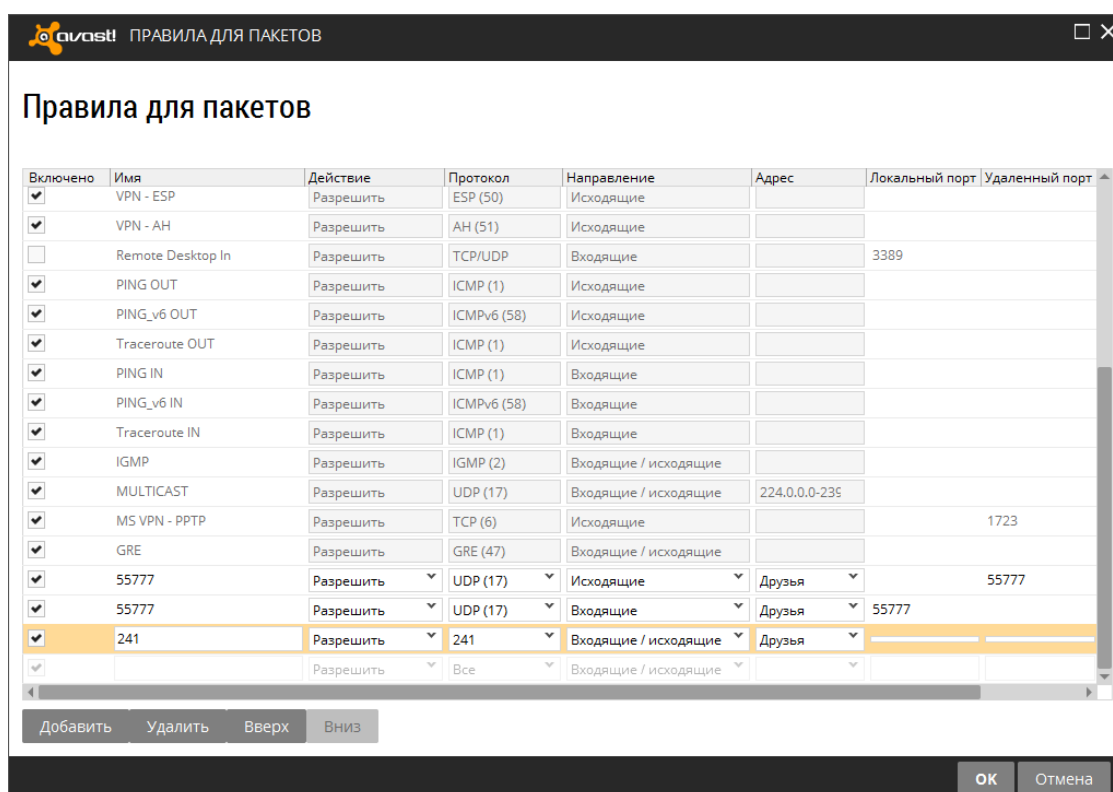 avast! ПРАВИЛА ДЛЯ ПАКЕТОВ
Правила для пакетов
Включено Имя Действие Протокол Направление Адрес Локальный порт Удаленный порт
VPN - ESP Разрешить ESP (50) Исходящие
VPN - AH Разрешить AH (51) Исходящие
Remote Desktop In Разрешить TCP/UDP Входящие 3389
PING OUT Разрешить ICMP (1) Исходящие
PING_v6 OUT Разрешить ICMPv6 (58) Исходящие
Traceroute OUT Разрешить ICMP (1) Исходящие
PING IN Разрешить ICMP (1) Входящие
PING_v6 IN Разрешить ICMPv6 (58) Входящие
Traceroute IN Разрешить ICMP (1) Входящие
IGMP Разрешить IGMP (2) Входящие / исходящие
MULTICAST Разрешить UDP (17) Входящие / исходящие 224.0.0.0-239
MS VPN - PPTP Разрешить TCP (6) Исходящие 1723
GRE Разрешить GRE (47) Входящие / исходящие
55777 Разрешить UDP (17) Исходящие Друзья 55777
55777 Разрешить UDP (17) Входящие Друзья 55777
241 Разрешить 241 Входящие / исходящие Друзья
Разрешить Все Входящие / исходящие
Добавить Удалить Вверх Вниз
ОК Отмена